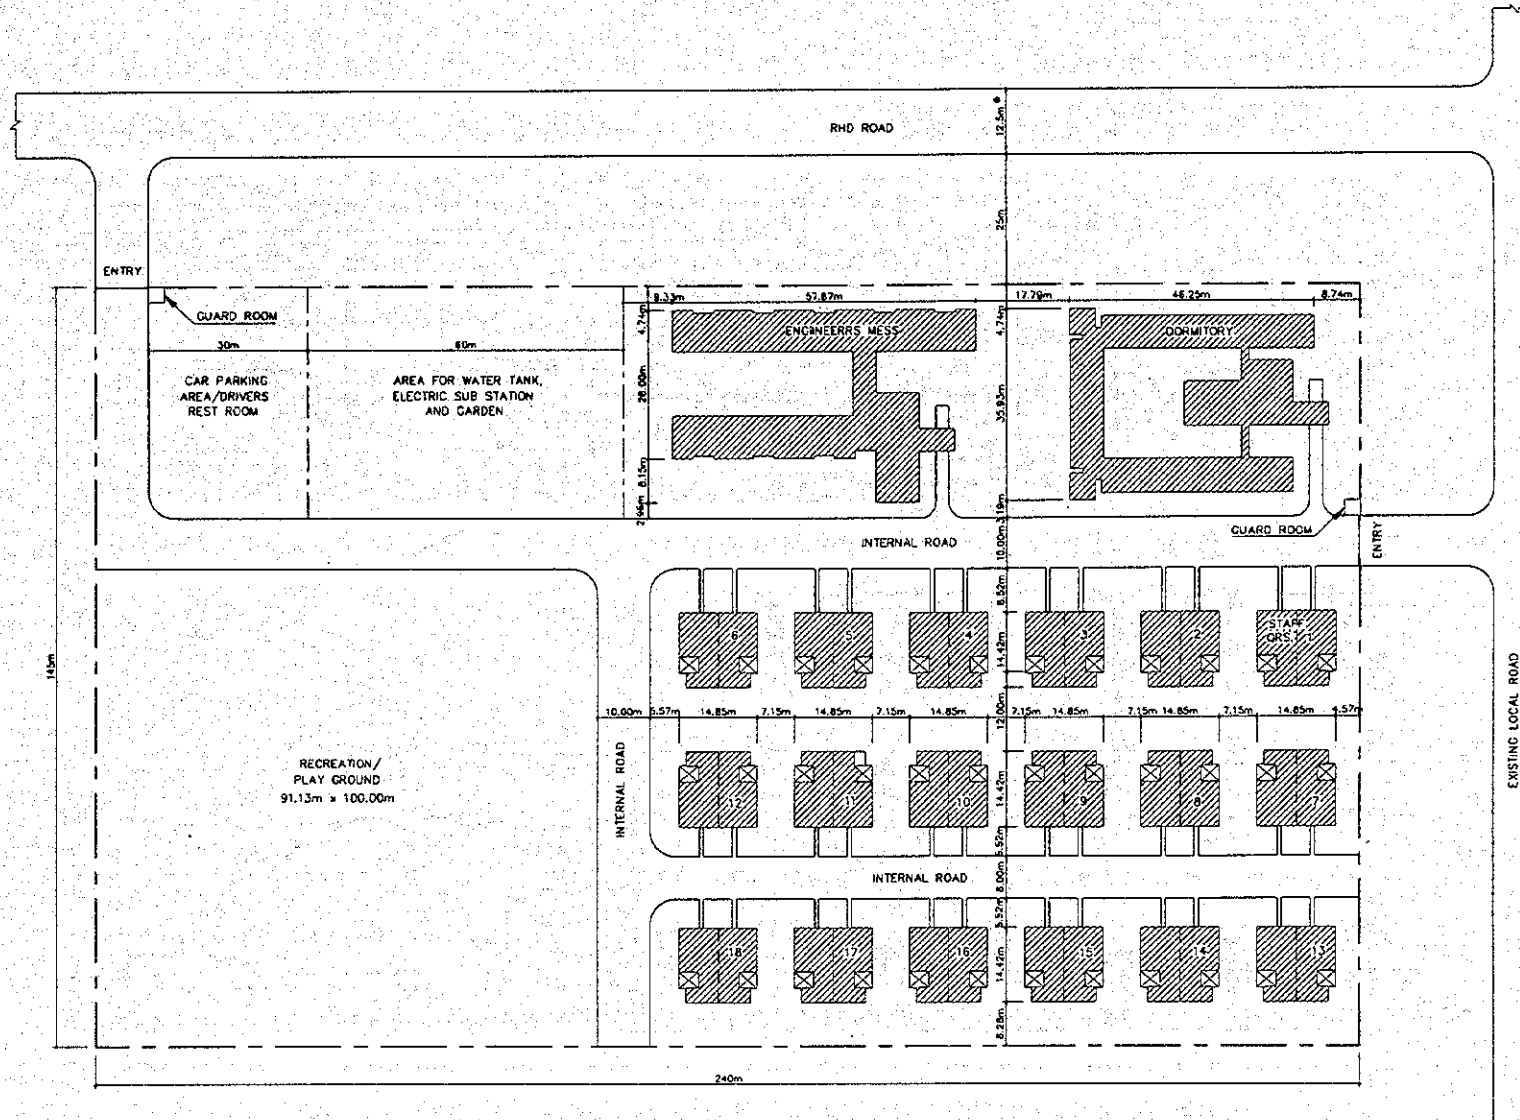 12.5m *
RHD ROAD
25m
ENTRY
GUARD ROOM
30m
60m
CAR PARKING
AREA/DRIVERS
REST ROOM
AREA FOR WATER TANK,
ELECTRIC SUB STATION
AND GARDEN
57.87m
17.79m
46.25m
8.74m
4.74m
ENGINEERRS MESS
4.74m
DORMITORY
35.93m
8.15m
2.96m
3.19m
GUARD ROOM
ENTRY
INTERNAL ROAD
10.00m
8.52m
6
5
4
3
2
STAFF
14.42m
145m
10.00m
5.57m
14.85m
7.15m
14.85m
7.15m
14.85m
12.00m
7.15m
14.85m
7.15m
14.85m
7.15m
14.85m
4.57m
EXISTING LOCAL ROAD
RECREATION/
PLAY GROUND
91.13m x 100.00m
INTERNAL ROAD
12
11
10
14.42m
9
8
7
5.52m
INTERNAL ROAD
8.00m
5.52m
18
17
16
14.42m
15
14
13
8.28m
240m